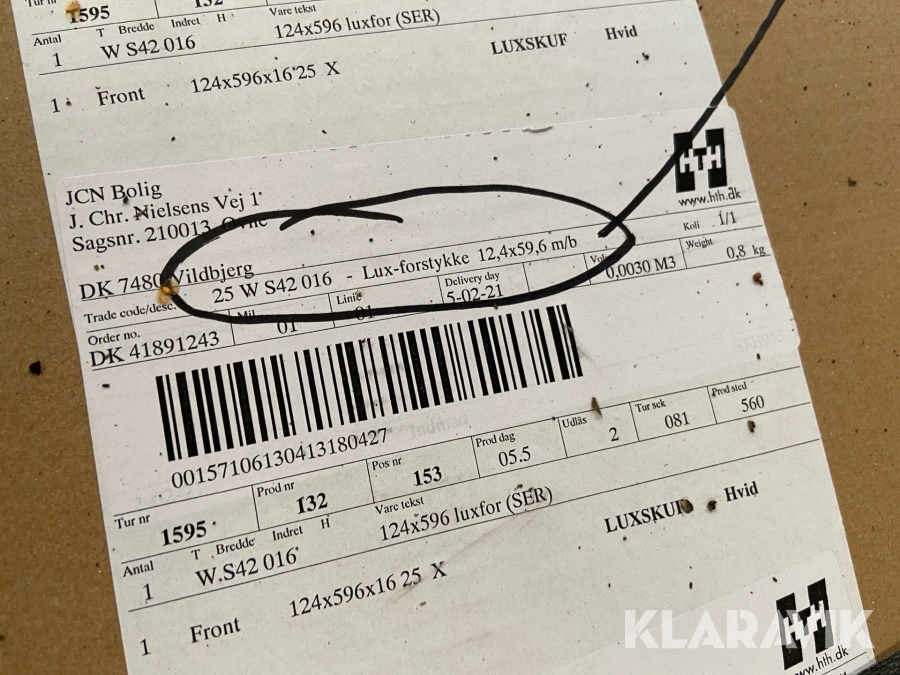 Tur nr
1595 132
Antal T Bredde Indret H Vare tekst
1 W S42 016 124x596 luxfor (SER)
LUXSKUF Hvid
1 Front 124x596x16 25 X
JCN Bolig
J. Chr. Nielsens Vej 1
Sagsnr. 210013
HTH
www.hth.dk
DK 7480 Vildbjerg
Koli 1/1
Trade code/desc. 25 W S42 016 - Lux-forstykke 12,4x59,6 m/b
Order no. Linie Delivery day Weight
DK 41891243 01 01 5-02-21 0,0030 M3 0,8 kg
00157106130413180427
Tur nr Prod nr Pos nr Prod dag Udlås Tur sek Prod sted
1595 132 153 05.5 2 081 560
Antal T Bredde Indret H Vare tekst
1 W S42 016 124x596 luxfor (SER)
LUXSKUF Hvid
1 Front 124x596x16 25 X
HTH
www.hth.dk
KLARAVIK